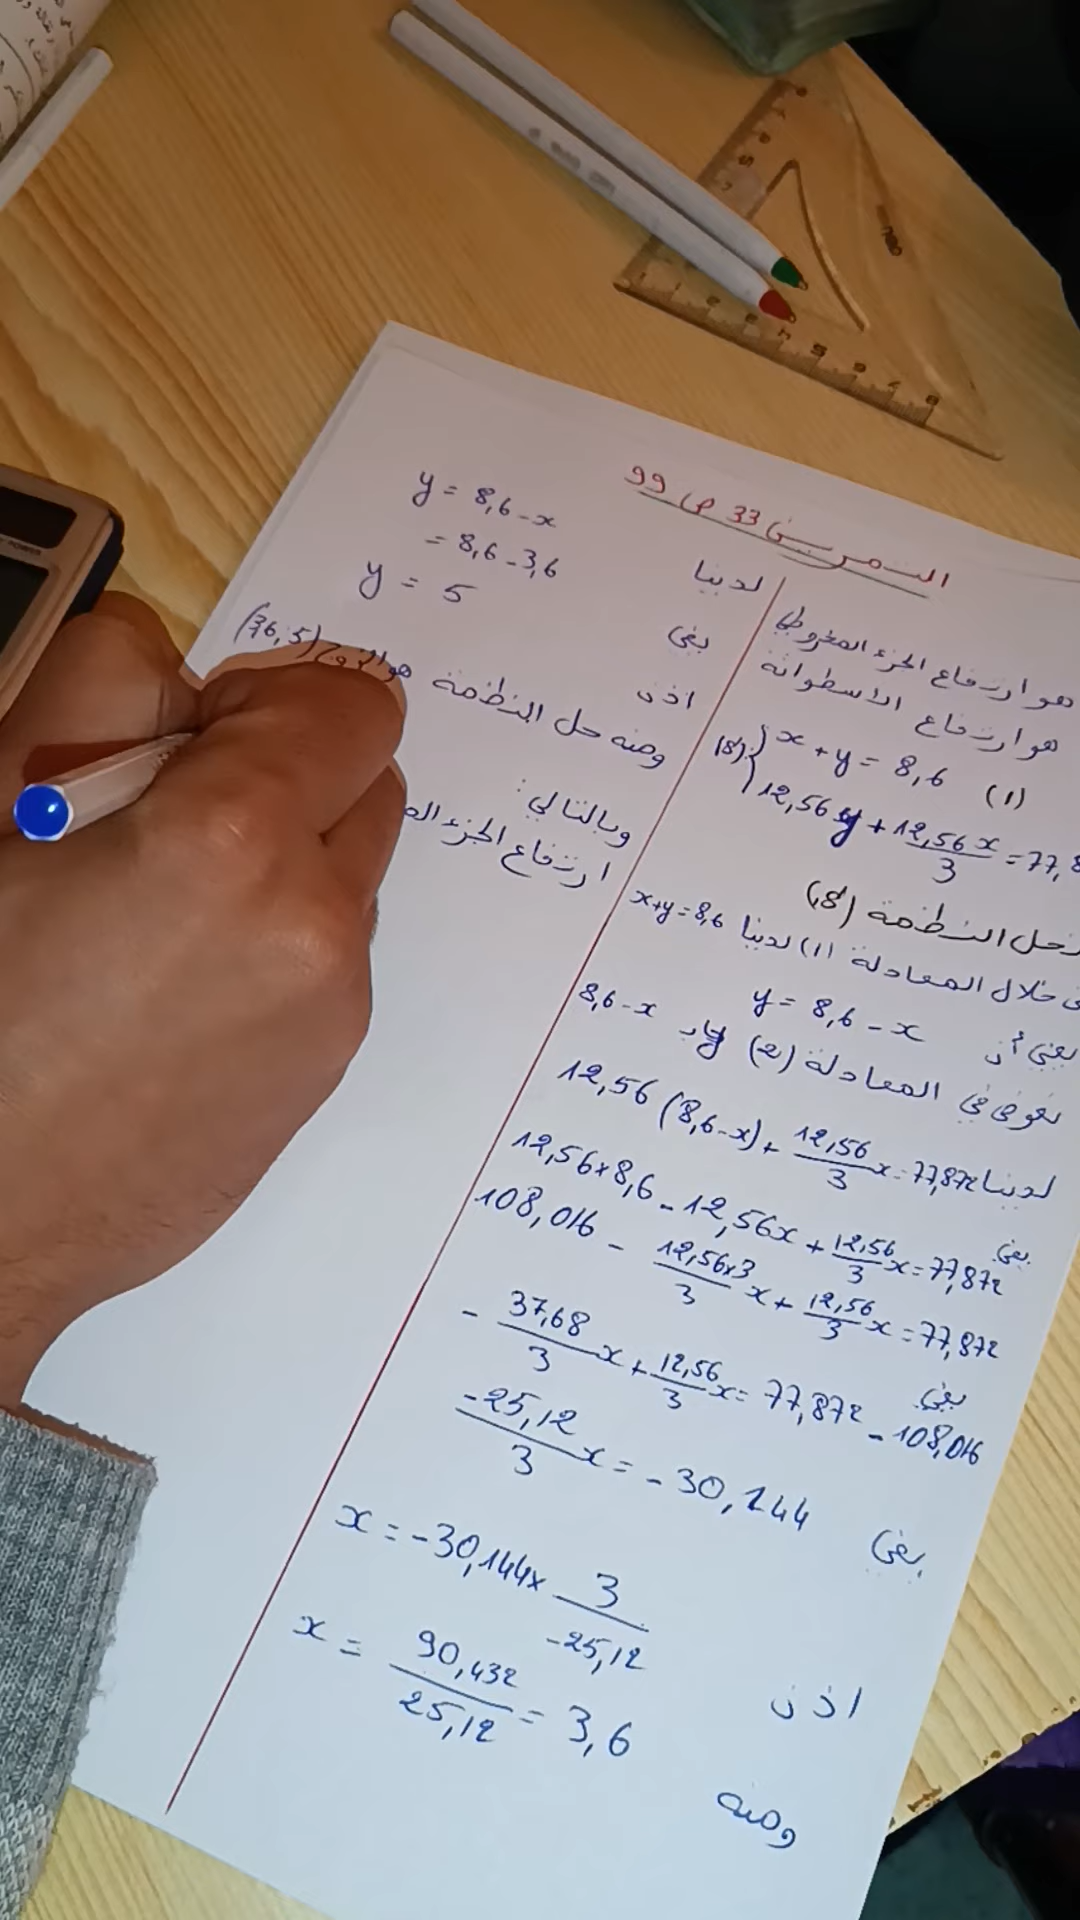 التمرين 33 ص 99
هو ارتفاع الجزء المخروطي
هو ارتفاع الاسطوانة
x + y = 8,6 (1)
12,56 y + 12,56 x / 3 = 77,8
لنحل النظمة (S)
خلال المعادلة (1) لدينا x+y=8,6
يعني أن y = 8,6 - x
نعوض في المعادلة (2) y بـ 8,6 - x
لدينا 12,56 (8,6-x) + 12,56/3 x = 77,872
يعني 12,56×8,6 - 12,56x + 12,56/3 x = 77,872
108,016 - 12,56×3/3 x + 12,56/3 x = 77,872
يعني - 37,68/3 x + 12,56/3 x = 77,872 - 108,016
-25,12/3 x = - 30,144
يعني x = -30,144 × 3/-25,12
اذن x = 90,432/25,12 = 3,6
ومنه
لدينا y = 8,6 - x
يعني = 8,6 - 3,6
اذن y = 5
ومنه حل النظمة هو الزوج (3,6, 5)
وبالتالي :
ارتفاع الجزء